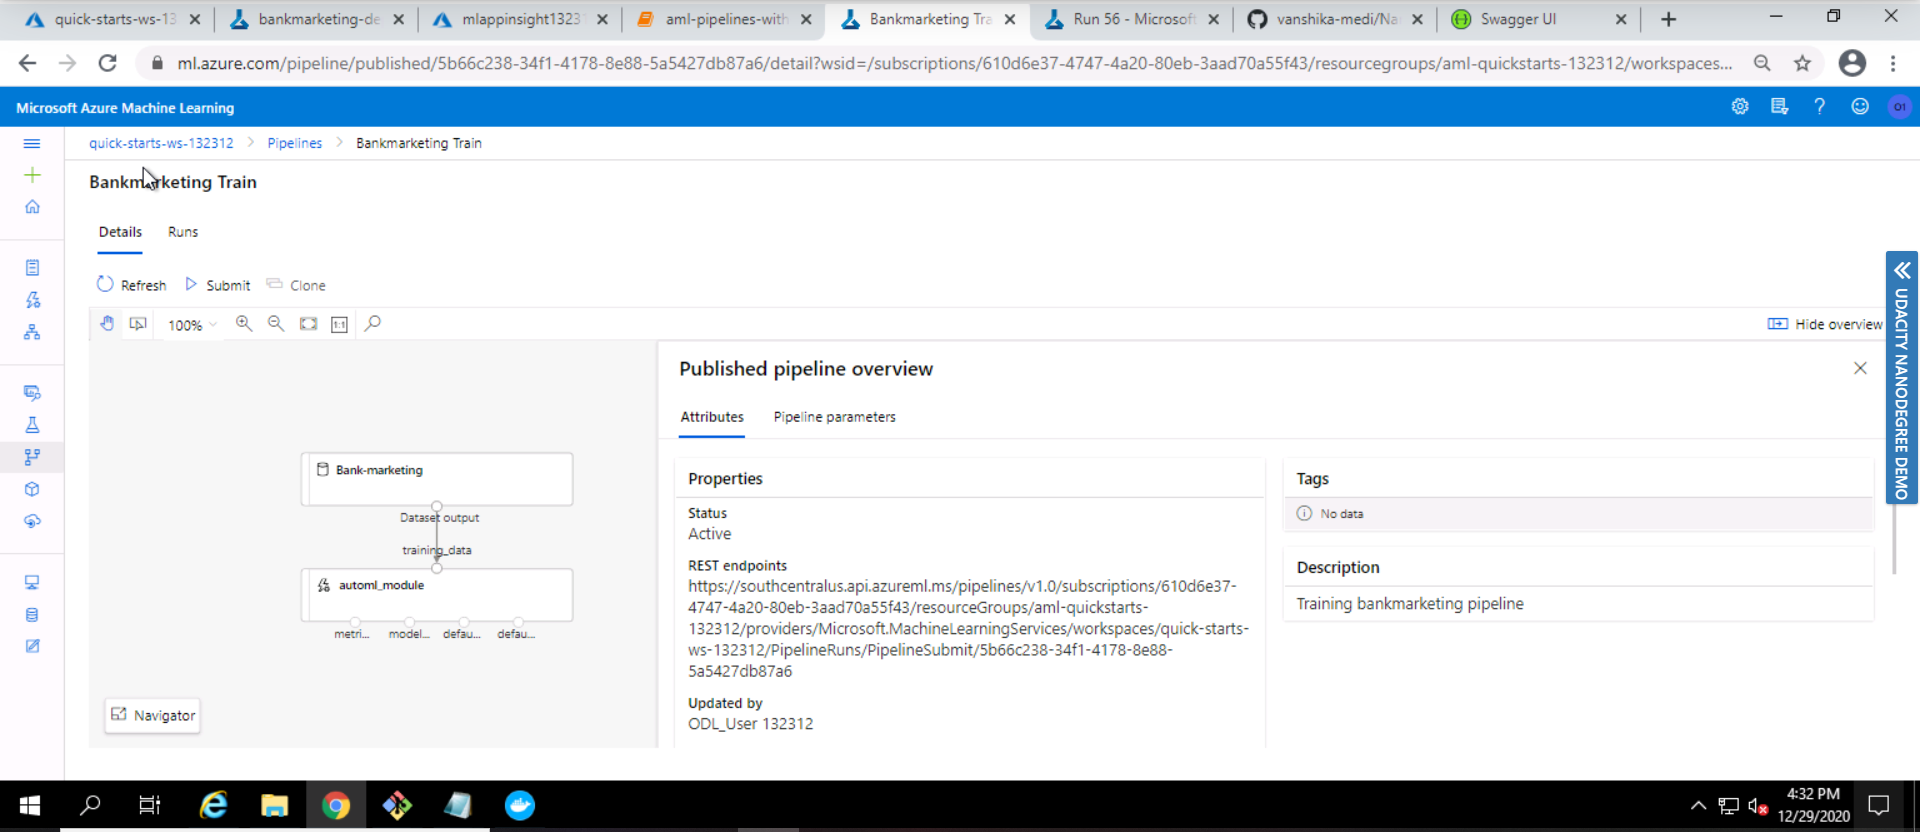 quick-starts-ws-13
bankmarketing-de
mlappinsight1323
aml-pipelines-with
Bankmarketing Tra
Run 56 - Microsoft
vanshika-medi/Na
Swagger UI
ml.azure.com/pipeline/published/5b66c238-34f1-4178-8e88-5a5427db87a6/detail?wsid=/subscriptions/610d6e37-4747-4a20-80eb-3aad70a55f43/resourcegroups/aml-quickstarts-132312/workspaces...
Microsoft Azure Machine Learning
O1
quick-starts-ws-132312 > Pipelines > Bankmarketing Train
Bankmarketing Train
Details Runs
Refresh Submit Clone
100% 1:1
Hide overview
UDACITY NANODEGREE DEMO
Bank-marketing
Dataset output
training_data
automl_module
metri... model... defau... defau...
Navigator
Published pipeline overview
Attributes Pipeline parameters
Properties
Status
Active
REST endpoints
https://southcentralus.api.azureml.ms/pipelines/v1.0/subscriptions/610d6e37-
4747-4a20-80eb-3aad70a55f43/resourceGroups/aml-quickstarts-
132312/providers/Microsoft.MachineLearningServices/workspaces/quick-starts-
ws-132312/PipelineRuns/PipelineSubmit/5b66c238-34f1-4178-8e88-
5a5427db87a6
Updated by
ODL_User 132312
Tags
No data
Description
Training bankmarketing pipeline
4:32 PM
12/29/2020